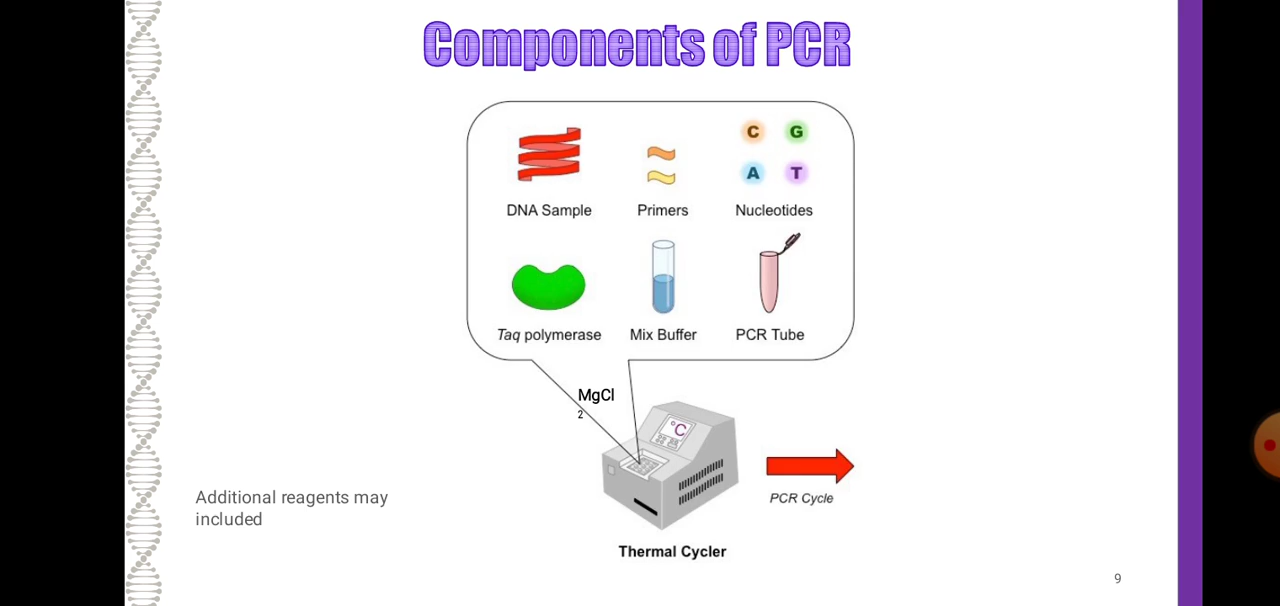 Components of PCR
C G
A T
DNA Sample Primers Nucleotides
Taq polymerase Mix Buffer PCR Tube
MgCl
2
°C
PCR Cycle
Additional reagents may
included
Thermal Cycler
9